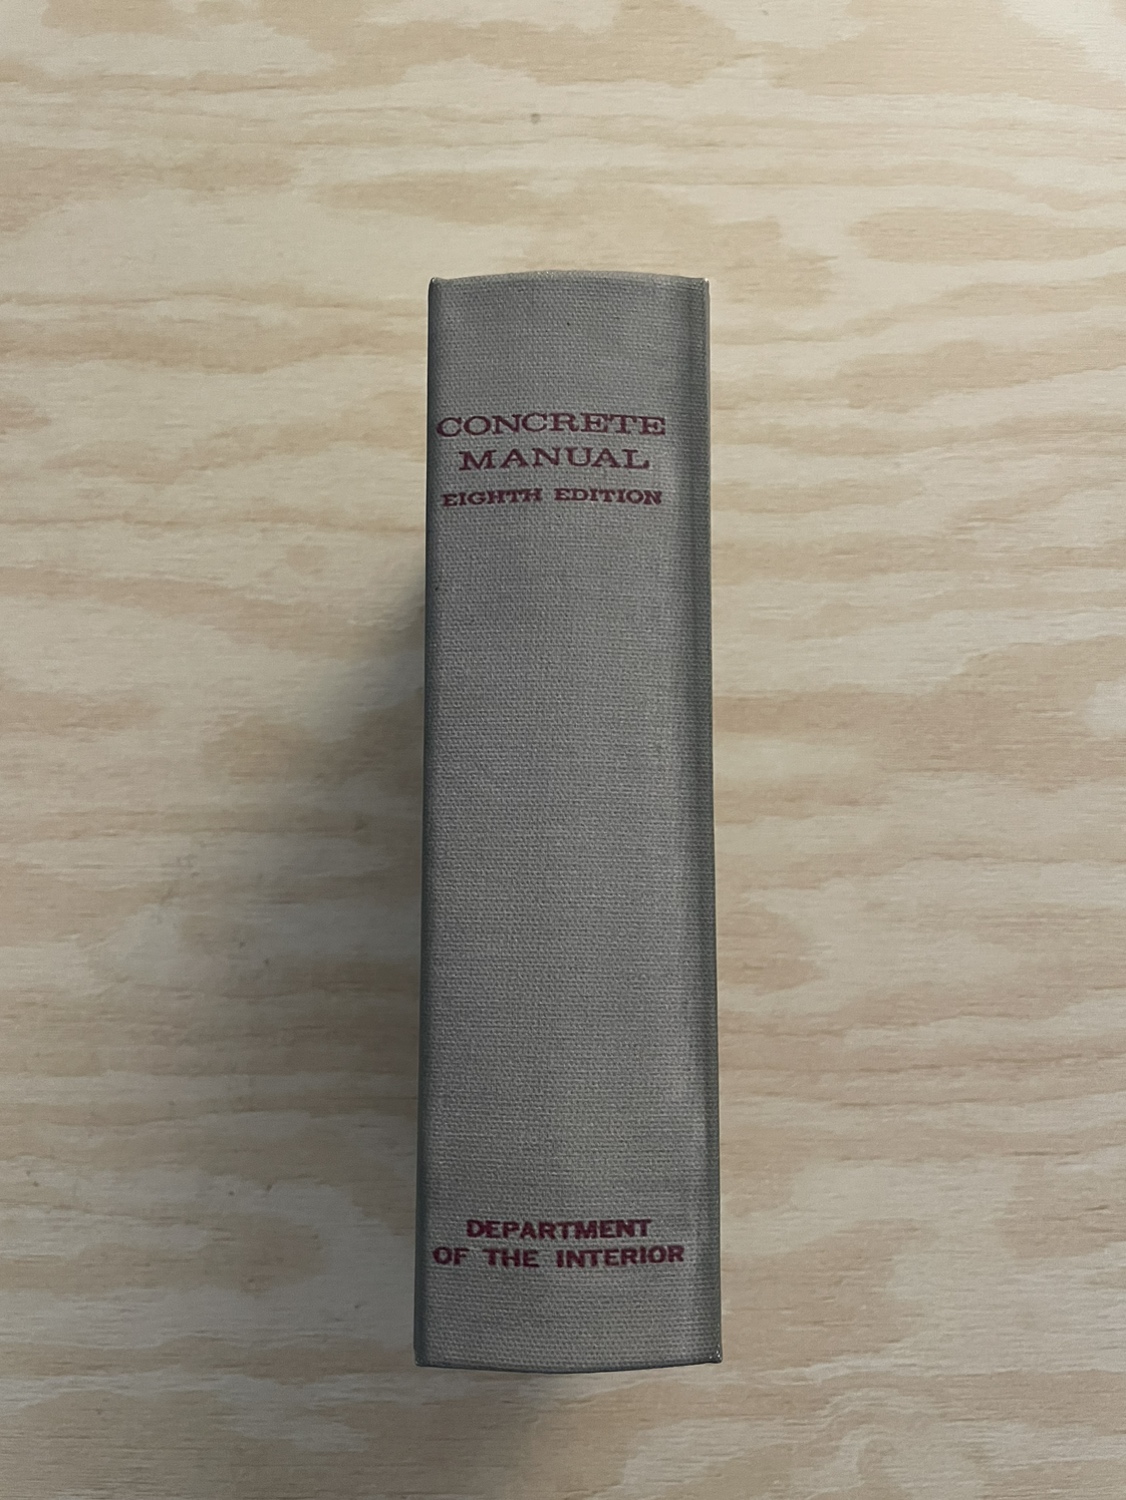 CONCRETE
MANUAL
EIGHTH EDITION
DEPARTMENT
OF THE INTERIOR